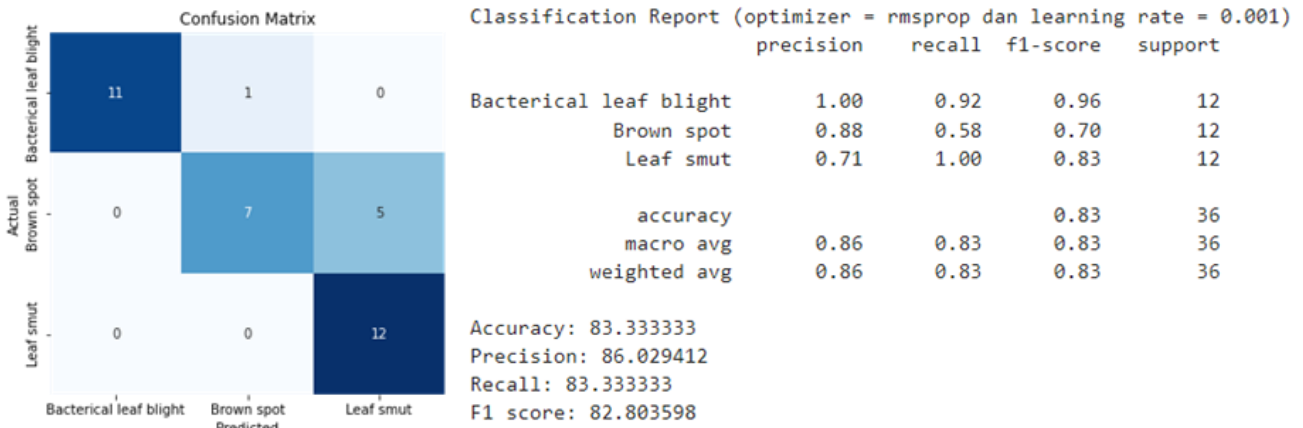 Confusion Matrix
Actual
Bacterical leaf blight
Brown spot
Leaf smut
11 1 0
0 7 5
0 0 12
Bacterical leaf blight Brown spot Leaf smut
Predicted
Classification Report (optimizer = rmsprop dan learning rate = 0.001)
precision recall f1-score support
Bacterical leaf blight 1.00 0.92 0.96 12
Brown spot 0.88 0.58 0.70 12
Leaf smut 0.71 1.00 0.83 12
accuracy 0.83 36
macro avg 0.86 0.83 0.83 36
weighted avg 0.86 0.83 0.83 36
Accuracy: 83.333333
Precision: 86.029412
Recall: 83.333333
F1 score: 82.803598